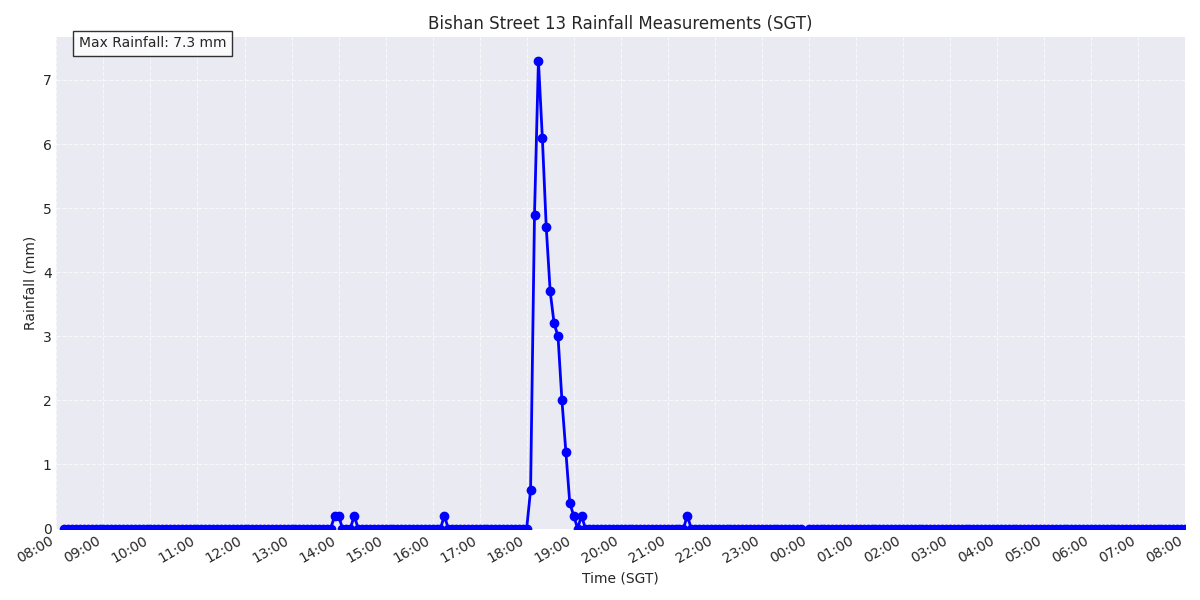 Bishan Street 13 Rainfall Measurements (SGT)
Max Rainfall: 7.3 mm
Rainfall (mm)
7
6
5
4
3
2
1
0
08:00 09:00 10:00 11:00 12:00 13:00 14:00 15:00 16:00 17:00 18:00 19:00 20:00 21:00 22:00 23:00 00:00 01:00 02:00 03:00 04:00 05:00 06:00 07:00 08:00
Time (SGT)